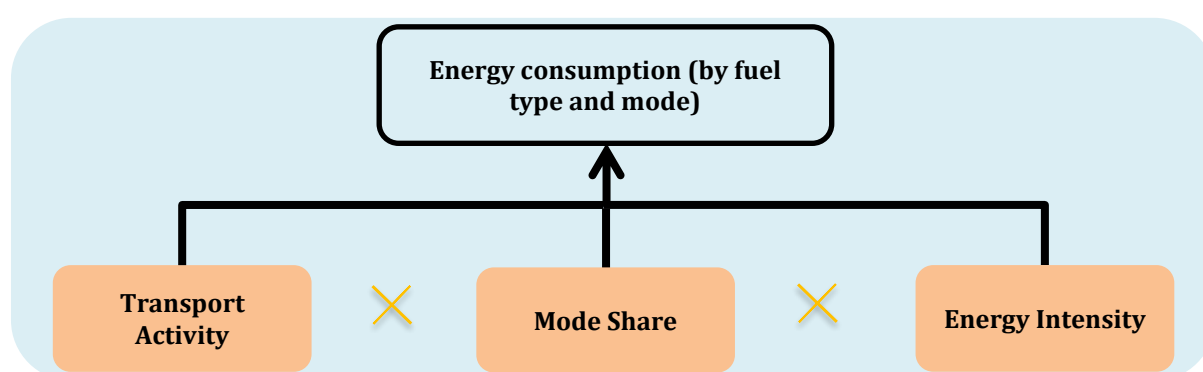 Energy consumption (by fuel
type and mode)
Transport
Activity
Mode Share
Energy Intensity